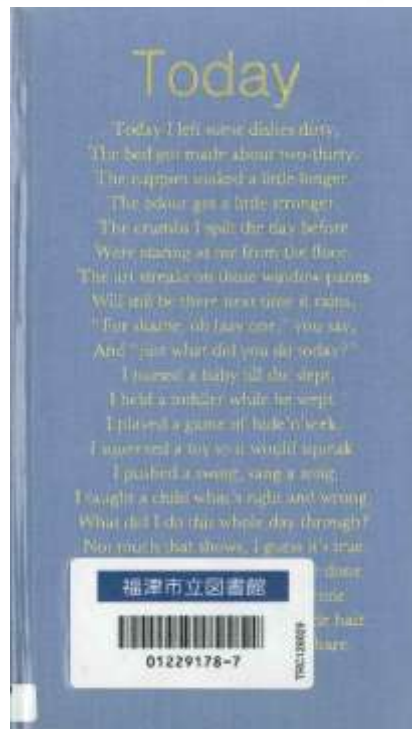 Today
Today I left some dishes dirty,
The bed got made about two-thirty.
The nappies soaked a little longer.
The odour got a little stronger.
The crumbs I spilt the day before
Were staring at me from the floor.
The art streaks on those window panes
Will still be there next time it rains.
"For shame, oh lazy one," you say,
And "just what did you do today?"
I nursed a baby till she slept,
I held a toddler while he wept.
I played a game of hide'n'seek,
I squeezed a toy so it would squeak.
I pushed a swing, sang a song,
I taught a child what's right and wrong.
What did I do this whole day through?
Not much that shows, I guess it's true.
done
hair
福津市立図書館
01229178-7